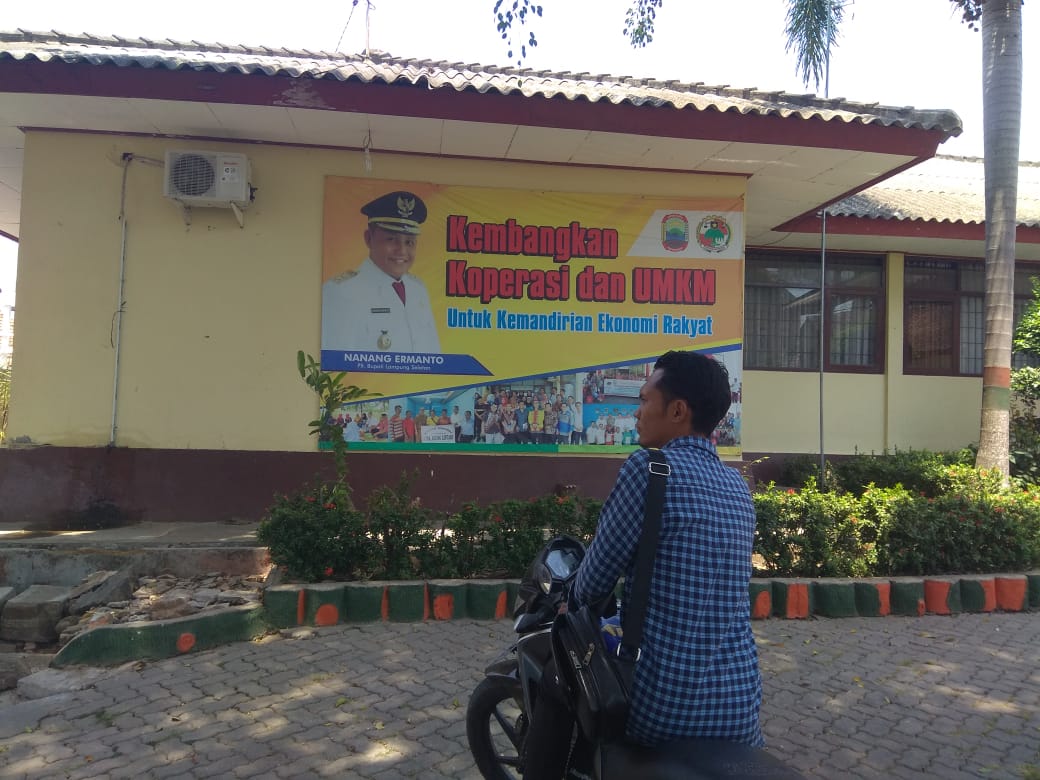 Kembangkan
Koperasi dan UMKM
Untuk Kemandirian Ekonomi Rakyat
NANANG ERMANTO
Plt. Bupati Lampung Selatan